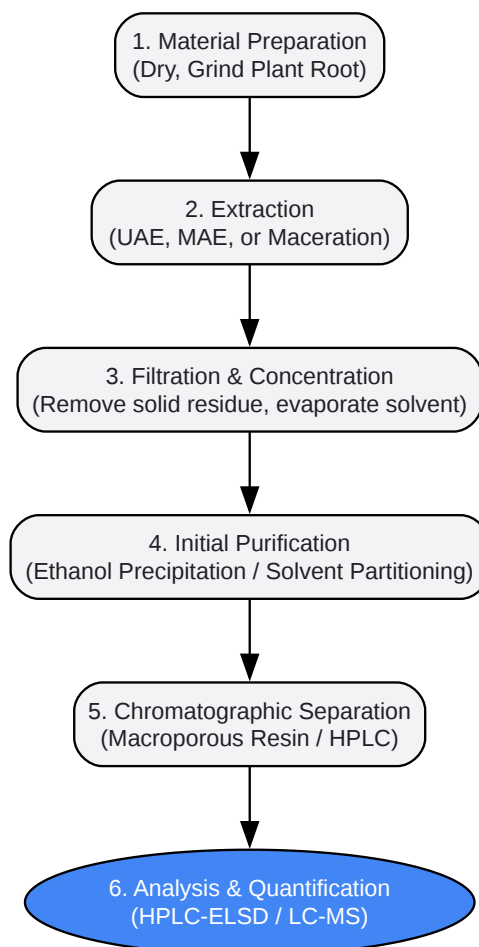 1. Material Preparation
(Dry, Grind Plant Root)
2. Extraction
(UAE, MAE, or Maceration)
3. Filtration & Concentration
(Remove solid residue, evaporate solvent)
4. Initial Purification
(Ethanol Precipitation / Solvent Partitioning)
5. Chromatographic Separation
(Macroporous Resin / HPLC)
6. Analysis & Quantification
(HPLC-ELSD / LC-MS)